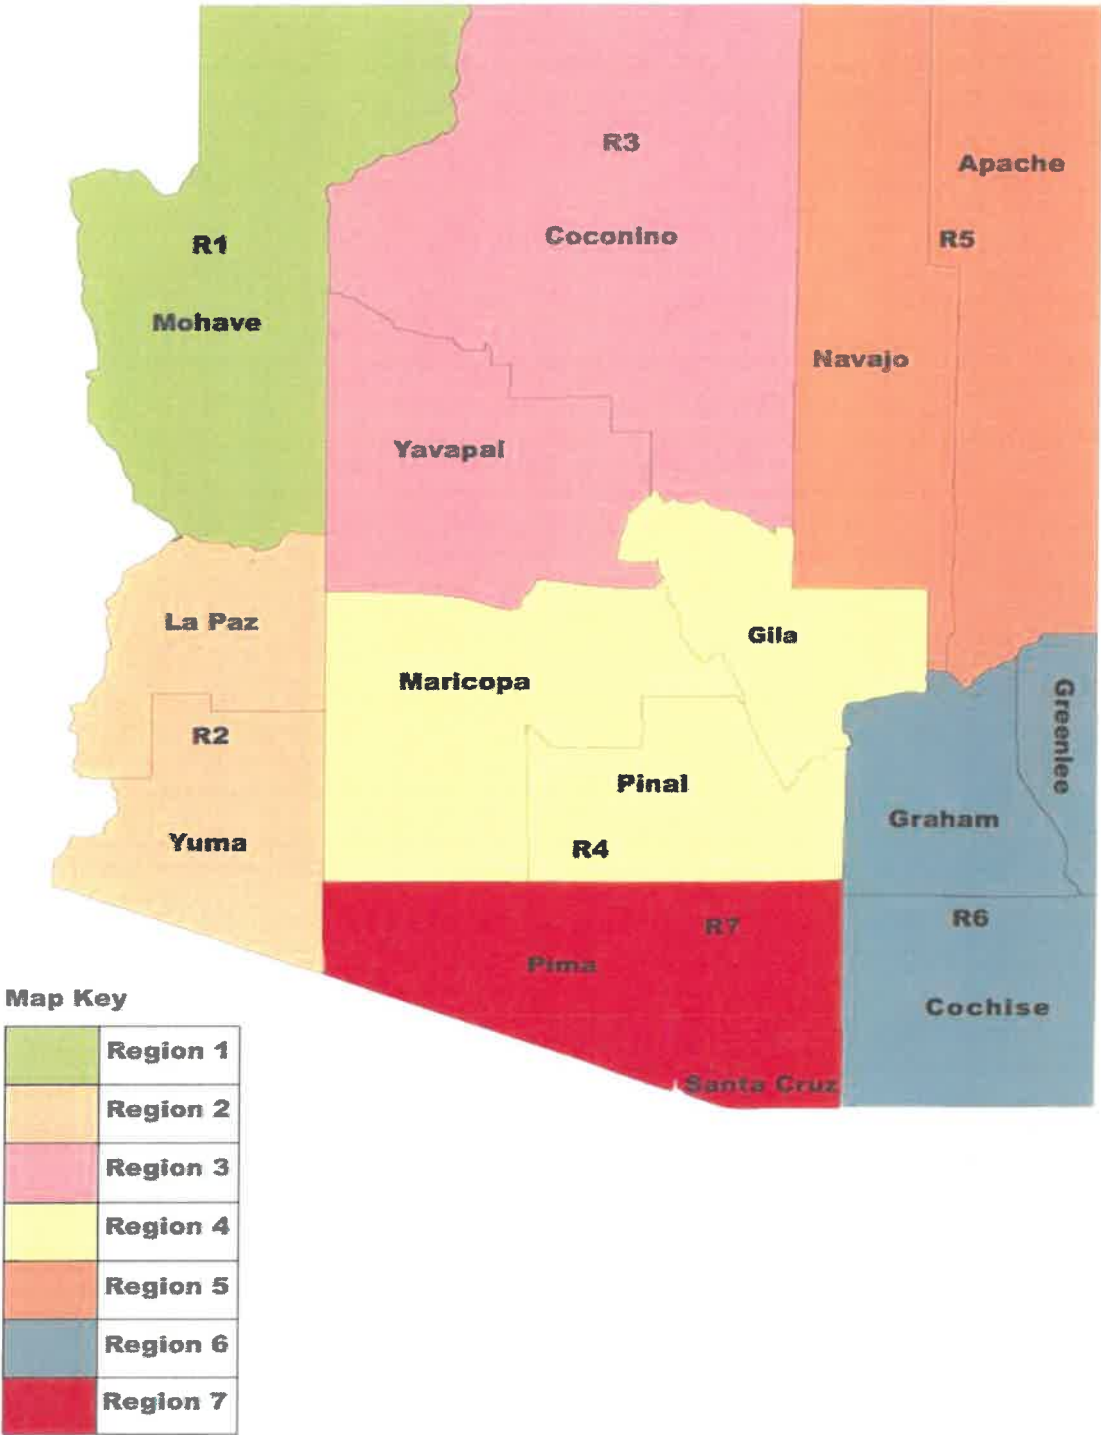 R3
Apache
R1
Coconino
R5
Mohave
Navajo
Yavapai
La Paz
Gila
Maricopa
Greenlee
R2
Pinal
Graham
Yuma
R4
R7
R6
Pima
Map Key
Cochise
Region 1
Santa Cruz
Region 2
Region 3
Region 4
Region 5
Region 6
Region 7